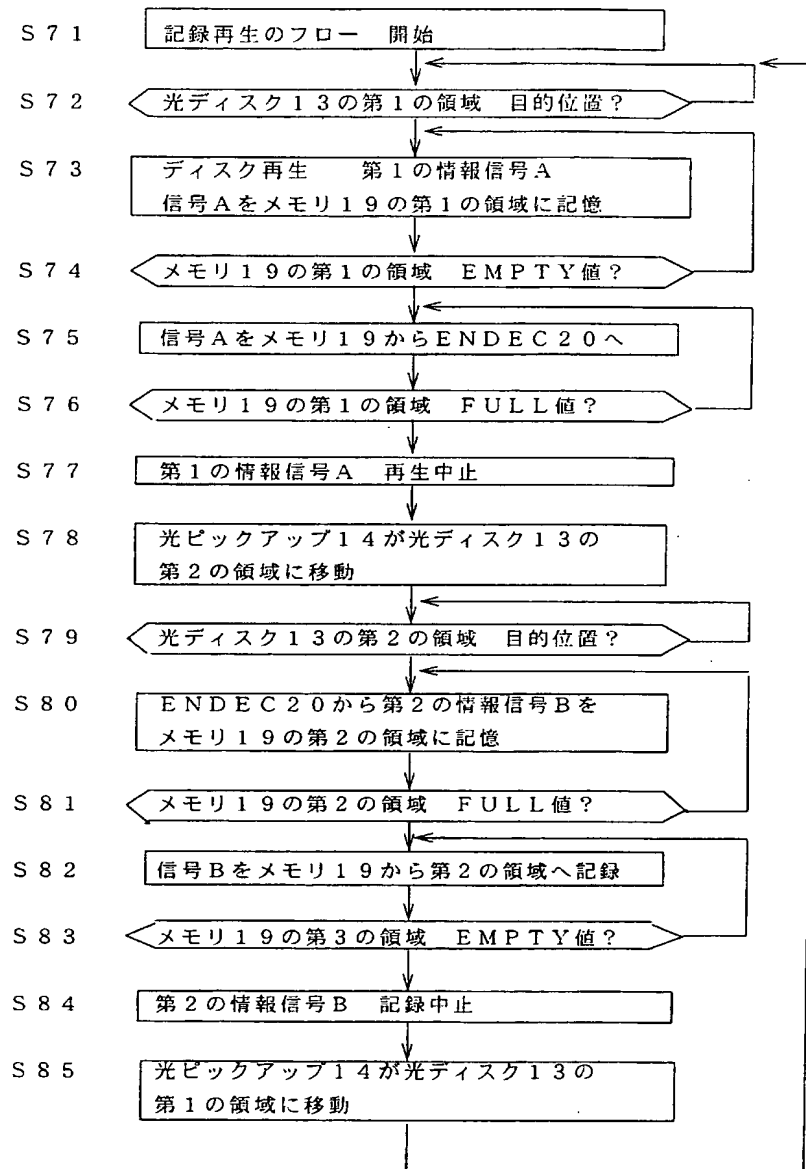 S71 記録再生のフロー 開始
S72 光ディスク13の第1の領域 目的位置?
S73 ディスク再生 第1の情報信号A
信号Aをメモリ19の第1の領域に記憶
S74 メモリ19の第1の領域 EMPTY値?
S75 信号Aをメモリ19からENDEC20へ
S76 メモリ19の第1の領域 FULL値?
S77 第1の情報信号A 再生中止
S78 光ピックアップ14が光ディスク13の
第2の領域に移動
S79 光ディスク13の第2の領域 目的位置?
S80 ENDEC20から第2の情報信号Bを
メモリ19の第2の領域に記憶
S81 メモリ19の第2の領域 FULL値?
S82 信号Bをメモリ19から第2の領域へ記録
S83 メモリ19の第3の領域 EMPTY値?
S84 第2の情報信号B 記録中止
S85 光ピックアップ14が光ディスク13の
第1の領域に移動